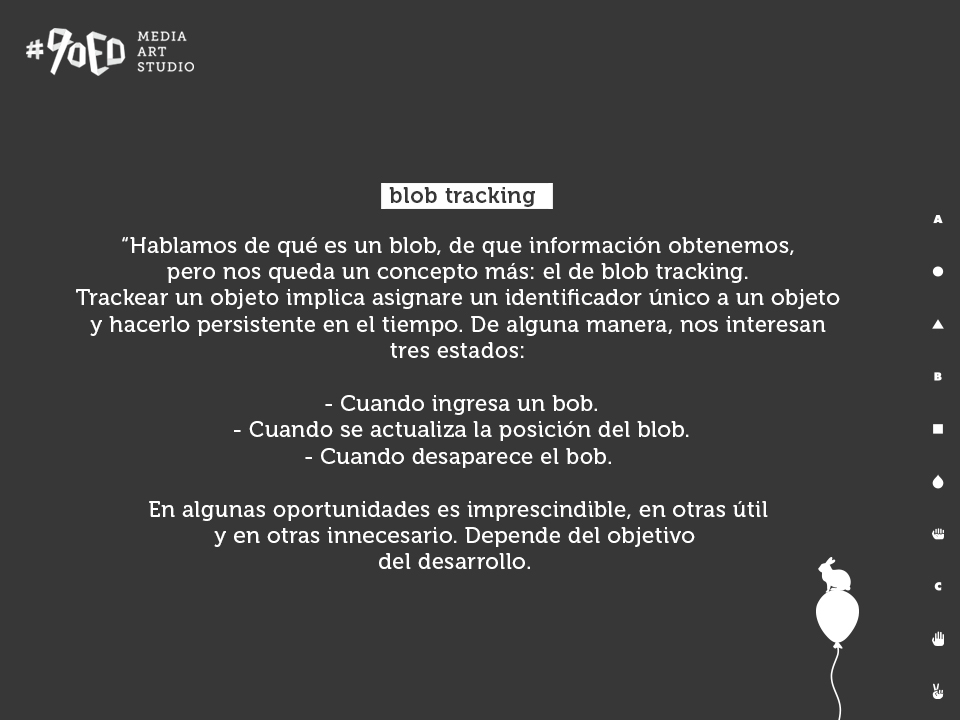 #90ED
MEDIA
ART
STUDIO
blob tracking
“Hablamos de qué es un blob, de que información obtenemos,
pero nos queda un concepto más: el de blob tracking.
Trackear un objeto implica asignare un identificador único a un objeto
y hacerlo persistente en el tiempo. De alguna manera, nos interesan
tres estados:
- Cuando ingresa un bob.
- Cuando se actualiza la posición del blob.
- Cuando desaparece el bob.
En algunas oportunidades es imprescindible, en otras útil
y en otras innecesario. Depende del objetivo
del desarrollo.
A
B
C